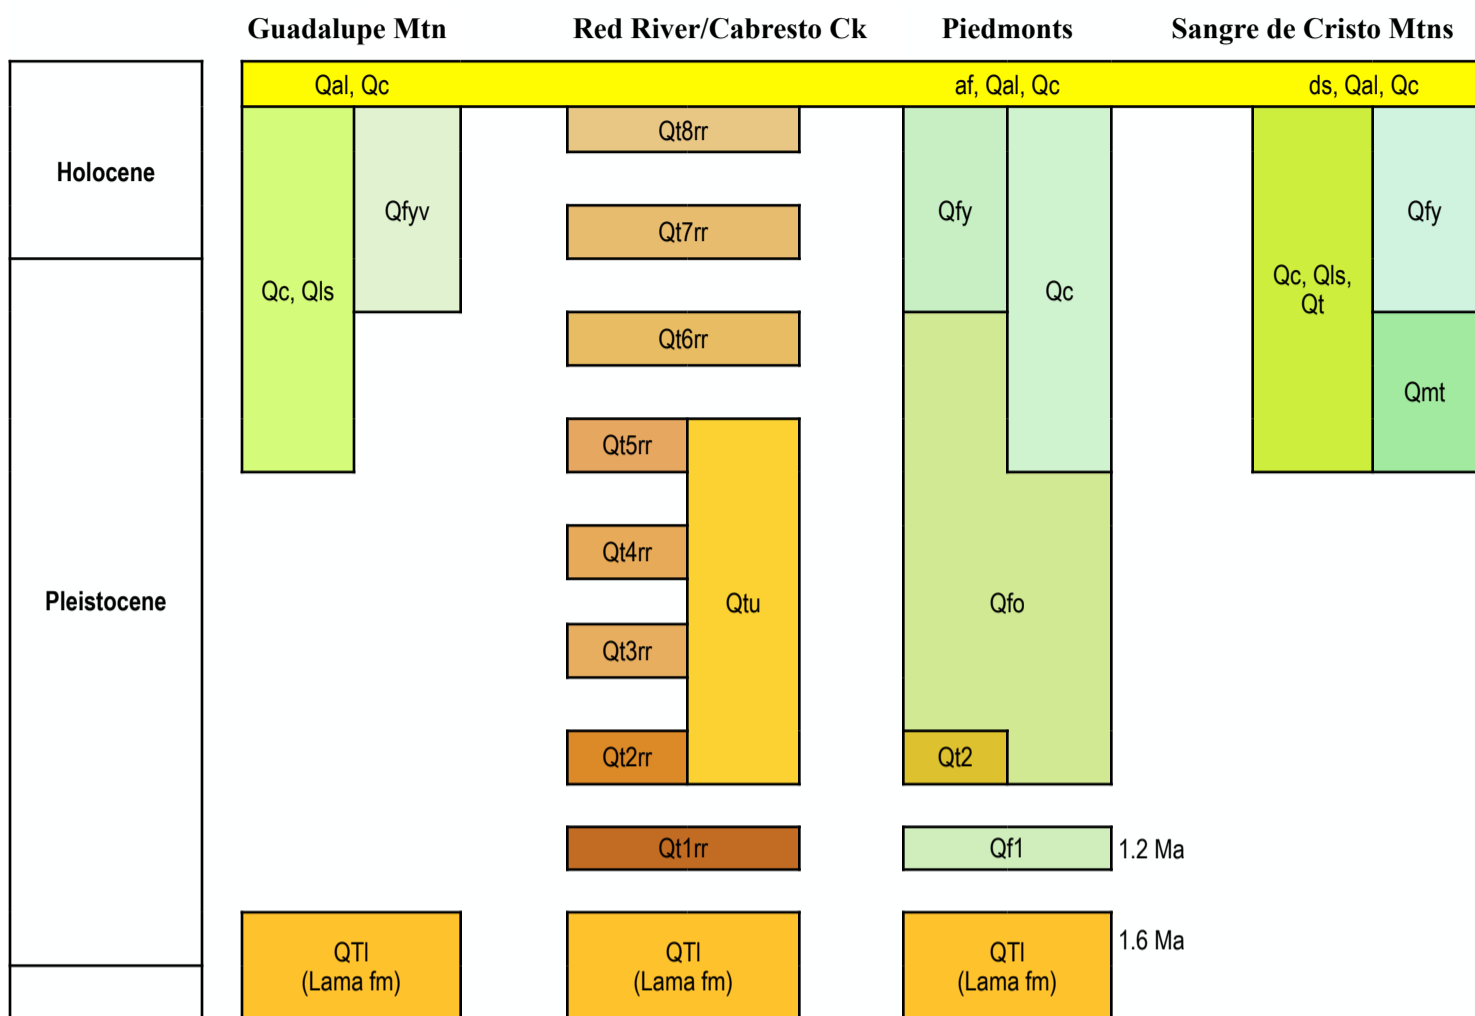 Guadalupe Mtn
Red River/Cabresto Ck
Piedmonts
Sangre de Cristo Mtns
Qal, Qc
af, Qal, Qc
ds, Qal, Qc
Holocene
Qt8rr
Qfyv
Qt7rr
Qfy
Qfy
Qc, Qls
Qc
Qc, Qls,
Qt
Qt6rr
Qmt
Qt5rr
Qt4rr
Pleistocene
Qtu
Qfo
Qt3rr
Qt2rr
Qt2
Qt1rr
Qf1
1.2 Ma
1.6 Ma
QTl
(Lama fm)
QTl
(Lama fm)
QTl
(Lama fm)